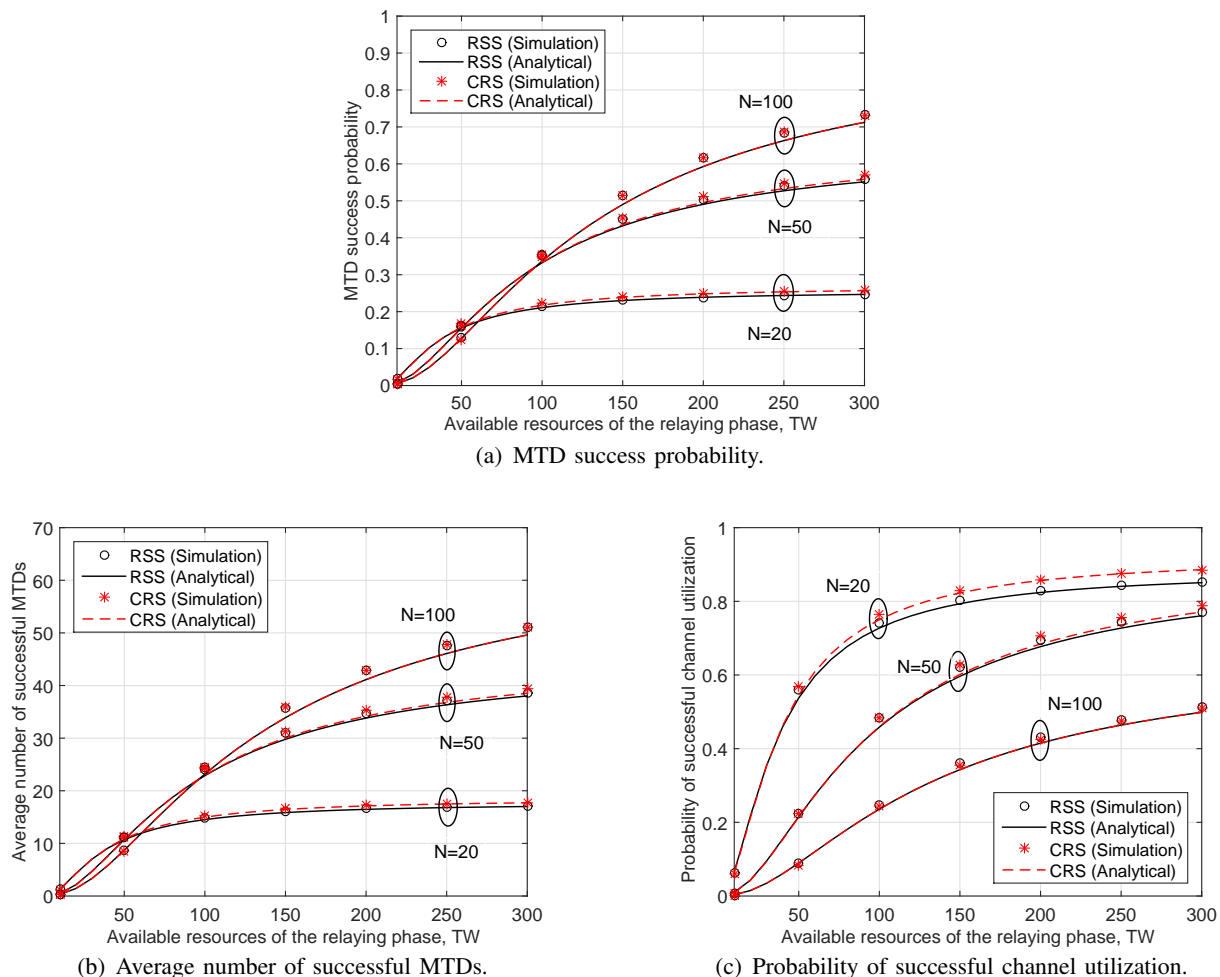 1
0.9
0.8
0.7
0.6
0.5
0.4
0.3
0.2
0.1
0
MTD success probability
RSS (Simulation)
RSS (Analytical)
CRS (Simulation)
CRS (Analytical)
N=100
N=50
N=20
50 100 150 200 250 300
Available resources of the relaying phase, TW
(a) MTD success probability.
70
60
50
40
30
20
10
0
Average number of successful MTDs
RSS (Simulation)
RSS (Analytical)
CRS (Simulation)
CRS (Analytical)
N=100
N=50
N=20
50 100 150 200 250 300
Available resources of the relaying phase, TW
(b) Average number of successful MTDs.
1
0.8
0.6
0.4
0.2
0
Probability of successful channel utilization
N=20
N=50
N=100
RSS (Simulation)
RSS (Analytical)
CRS (Simulation)
CRS (Analytical)
50 100 150 200 250 300
Available resources of the relaying phase, TW
(c) Probability of successful channel utilization.